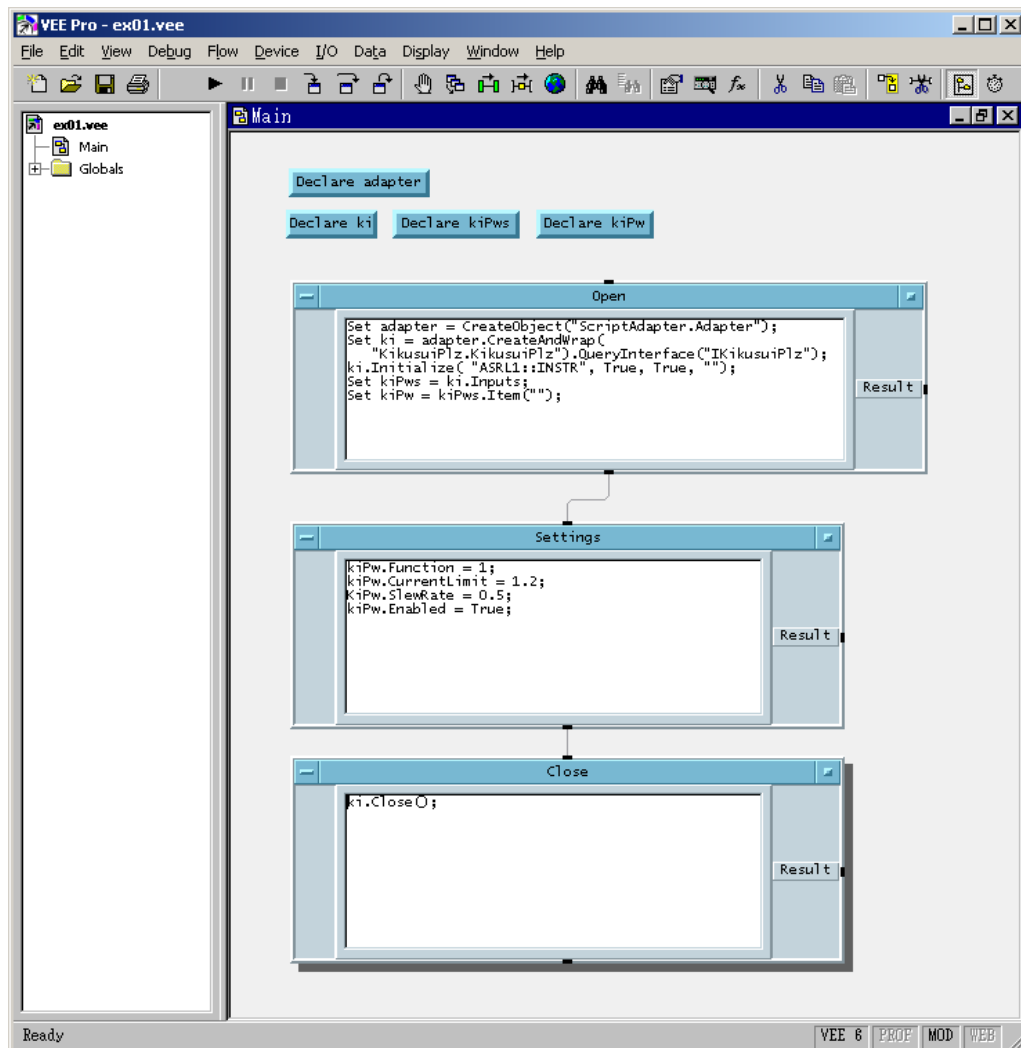 VEE Pro - ex01.vee
File Edit View Debug Flow Device I/O Data Display Window Help
ex01.vee
Main
Globals
Main
Declare adapter
Declare ki Declare kiPws Declare kiPw
Open
Set adapter = CreateObject("ScriptAdapter.Adapter");
Set ki = adapter.CreateAndWrap(
"KikusuiPlz.KikusuiPlz").QueryInterface("IKikusuiPlz");
ki.Initialize( "ASRL1::INSTR", True, True, "");
Set kiPws = ki.Inputs;
Set kiPw = kiPws.Item("");
Result
Settings
kiPw.Function = 1;
kiPw.CurrentLimit = 1.2;
KiPw.SlewRate = 0.5;
kiPw.Enabled = True;
Result
Close
ki.Close();
Result
Ready VEE 6 PROF MOD WEB